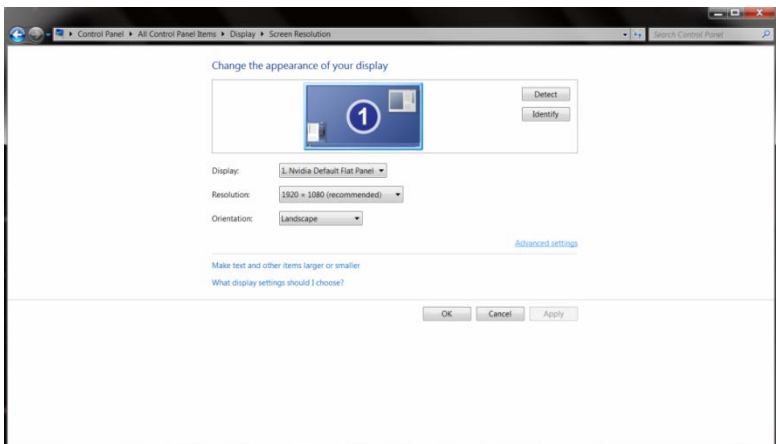 Control Panel ▸ All Control Panel Items ▸ Display ▸ Screen Resolution
Search Control Panel
Change the appearance of your display
1
Detect
Identify
Display: 1. Nvidia Default Flat Panel
Resolution: 1920 × 1080 (recommended)
Orientation: Landscape
Advanced settings
Make text and other items larger or smaller
What display settings should I choose?
OK Cancel Apply